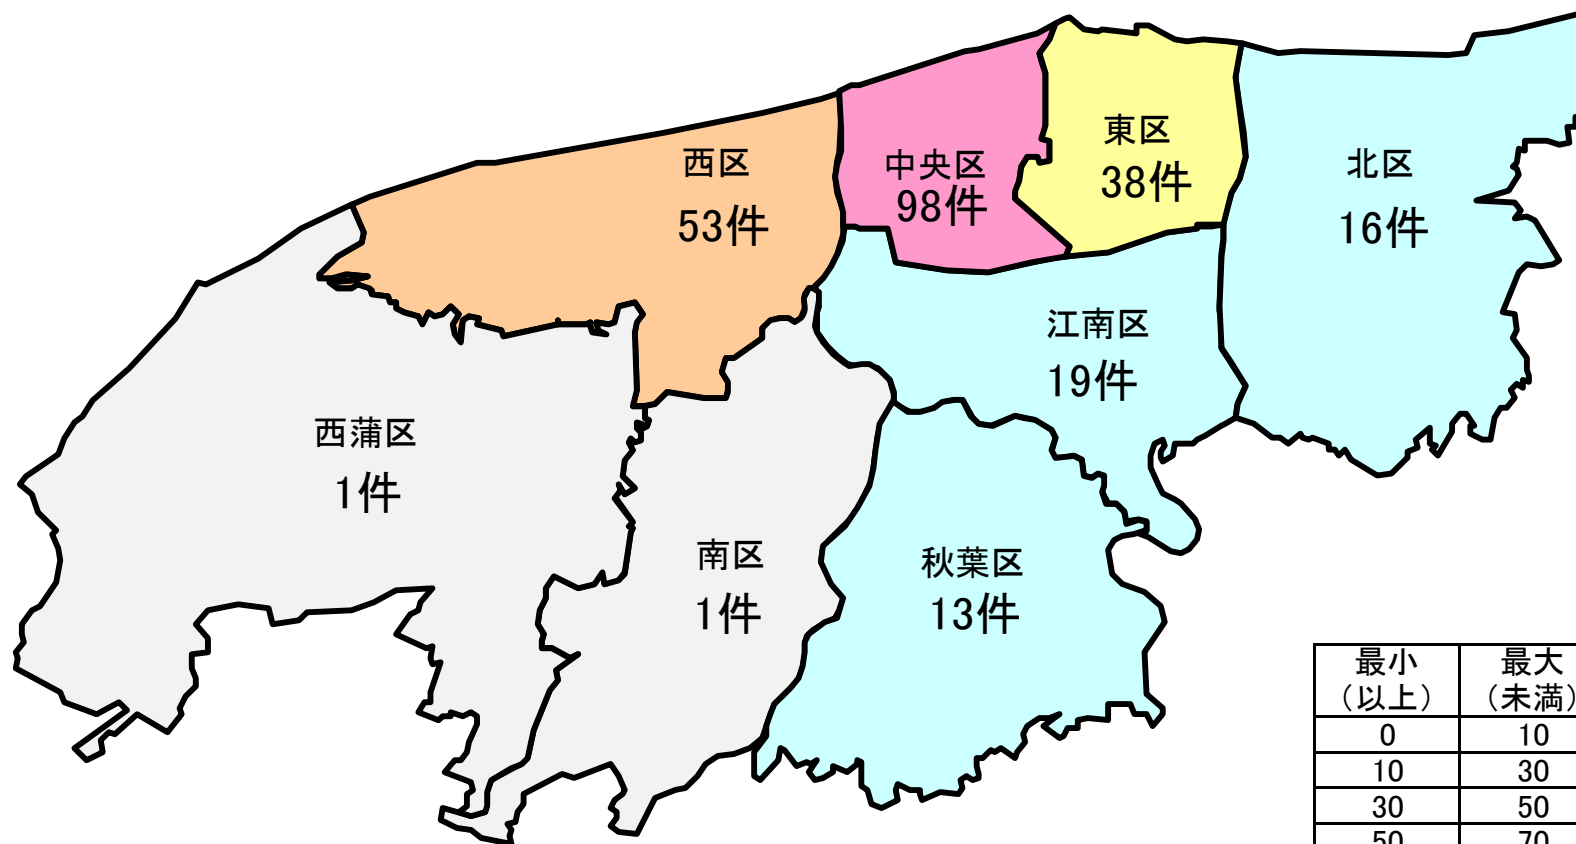 西区
53件
中央区
98件
東区
38件
北区
16件
江南区
19件
西蒲区
1件
南区
1件
秋葉区
13件
最小 最大
（以上） （未満）
0 10
10 30
30 50
50 70